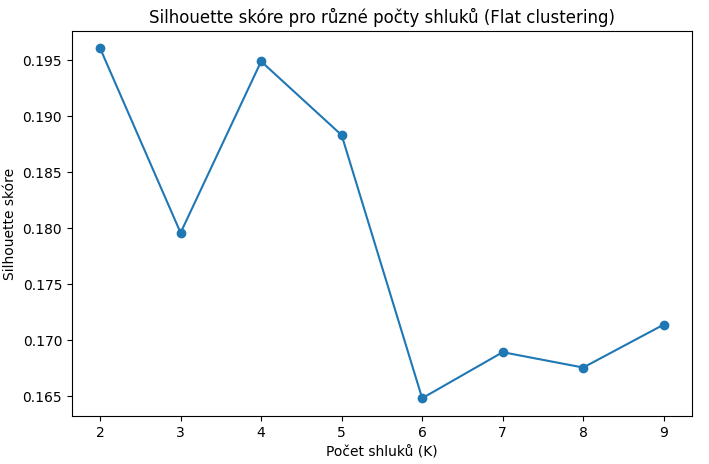 Silhouette skóre pro různé počty shluků (Flat clustering)
Silhouette skóre
0.195
0.190
0.185
0.180
0.175
0.170
0.165
2 3 4 5 6 7 8 9
Počet shluků (K)